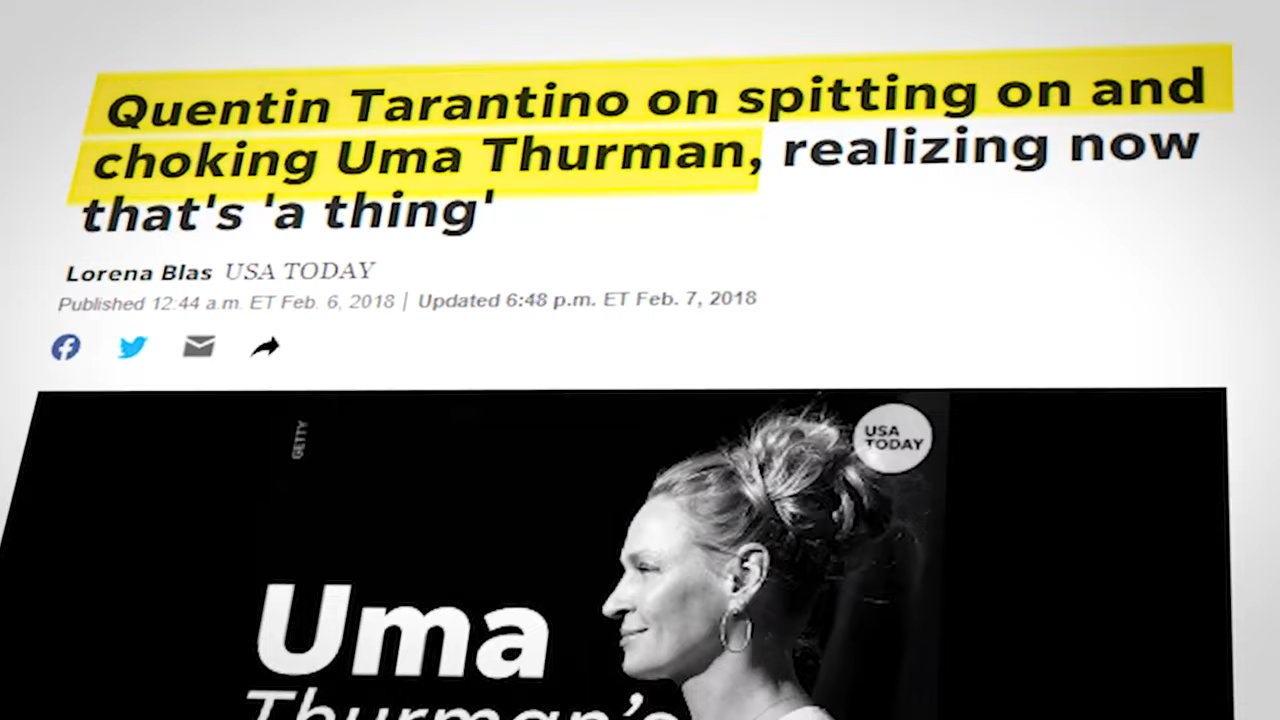 Quentin Tarantino on spitting on and
choking Uma Thurman, realizing now
that's 'a thing'
Lorena Blas USA TODAY
Published 12:44 a.m. ET Feb. 6, 2018 | Updated 6:48 p.m. ET Feb. 7, 2018
GETTY
USA
TODAY
Uma
Thurman's